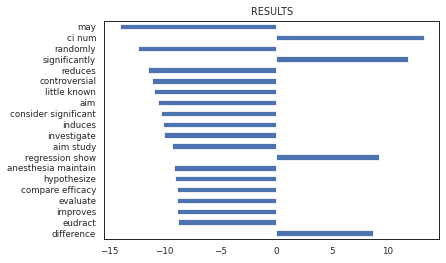 RESULTS
may
ci num
randomly
significantly
reduces
controversial
little known
aim
consider significant
induces
investigate
aim study
regression show
anesthesia maintain
hypothesize
compare efficacy
evaluate
improves
eudract
difference
−15 −10 −5 0 5 10